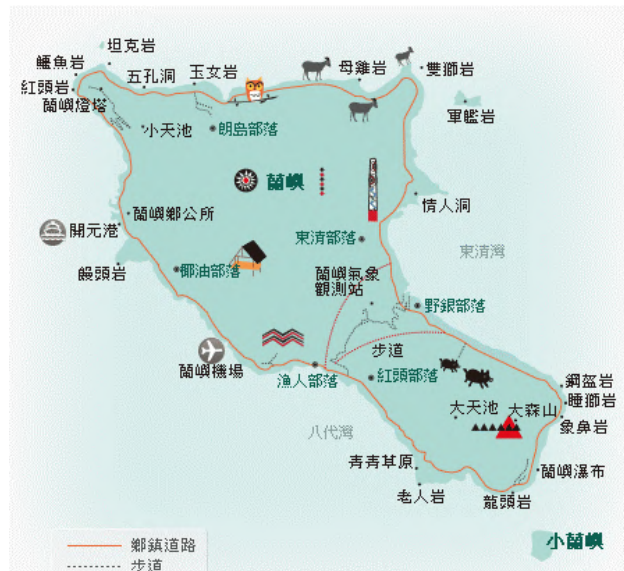 坦克岩
鱷魚岩
五孔洞
玉女岩
母雞岩
雙獅岩
紅頭岩
蘭嶼燈塔
軍艦岩
小天池
朗島部落
蘭嶼
情人洞
蘭嶼鄉公所
開元港
東清部落
東清灣
饅頭岩
椰油部落
蘭嶼氣象
觀測站
野銀部落
步道
蘭嶼機場
漁人部落
紅頭部落
鋼盔岩
睡獅岩
大天池
大森山
象鼻岩
八代灣
青青草原
蘭嶼瀑布
老人岩
龍頭岩
小蘭嶼
鄉鎮道路
步道